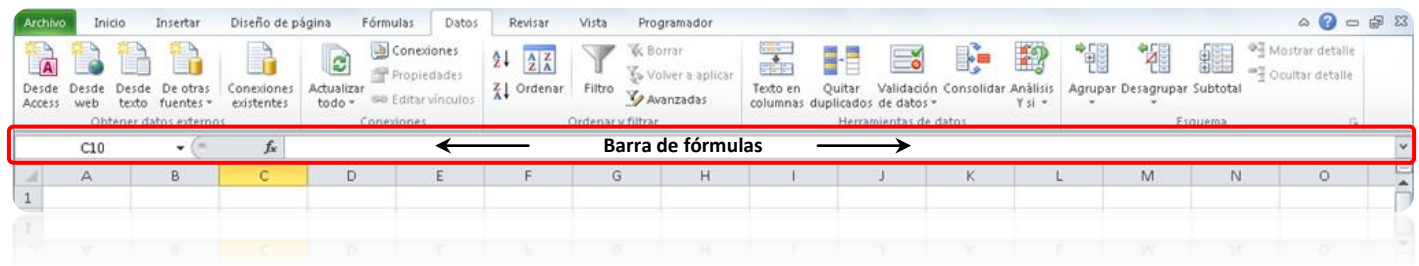 Archivo Inicio Insertar Diseño de página Fórmulas Datos Revisar Vista Programador
Desde Access
Desde web
Desde texto
De otras fuentes
Conexiones existentes
Obtener datos externos
Actualizar todo
Conexiones
Propiedades
Editar vínculos
Conexiones
Ordenar
Filtro
Borrar
Volver a aplicar
Avanzadas
Ordenar y filtrar
Texto en columnas
Quitar duplicados
Validación de datos
Consolidar
Análisis Y si
Herramientas de datos
Agrupar
Desagrupar
Subtotal
Mostrar detalle
Ocultar detalle
Esquema
C10 fx Barra de fórmulas
A B C D E F G H I J K L M N O
1